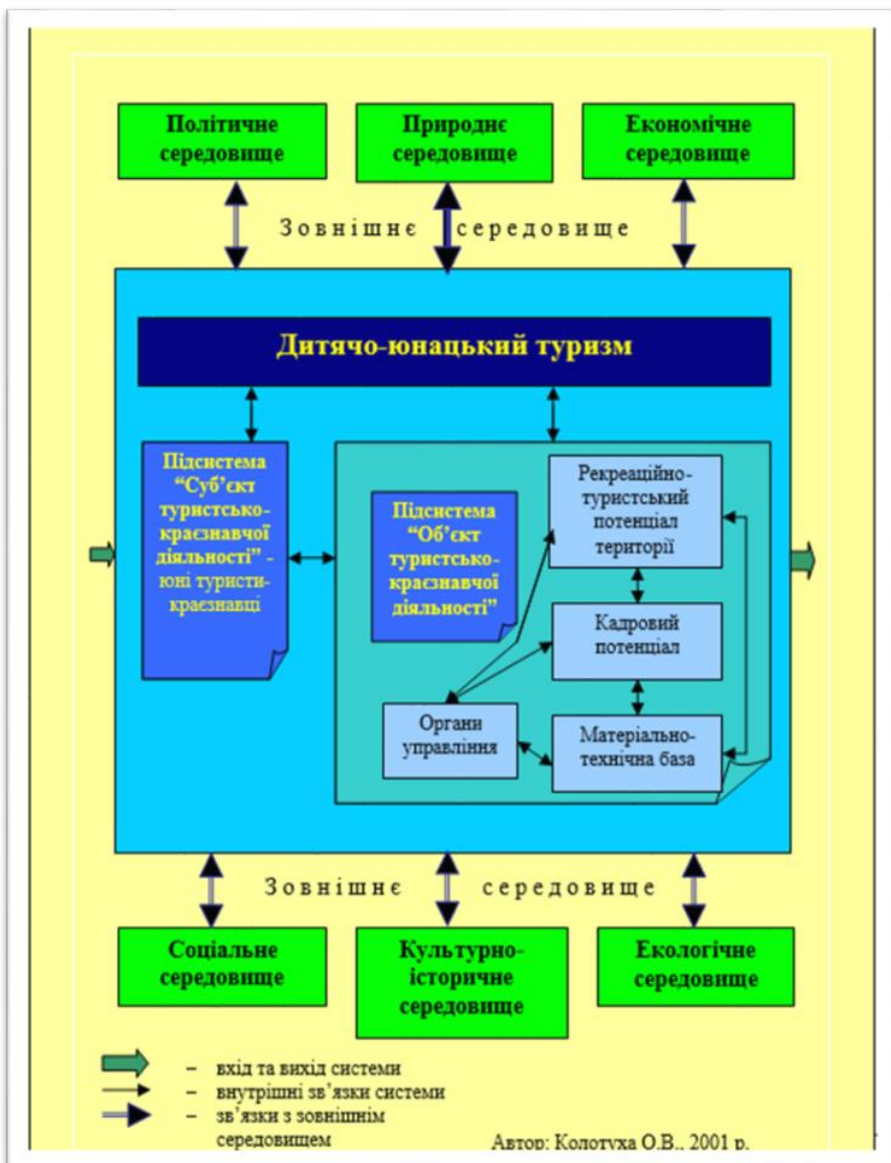 Політичне
середовище
Природнє
середовище
Економічне
середовище
Зовнішнє середовище
Дитячо-юнацький туризм
Підсистема
“Суб’єкт
туристсько-
краєзнавчої
діяльності” -
юні туристи-
краєзнавці
Підсистема
“Об’єкт
туристсько-
краєзнавчої
діяльності”
Рекреаційно-
туристський
потенціал
території
Кадровий
потенціал
Органи
управління
Матеріально-
технічна база
Зовнішнє середовище
Соціальне
середовище
Культурно-
історичне
середовище
Екологічне
середовище
– вхід та вихід системи
– внутрішні зв’язки системи
– зв’язки з зовнішнім
середовищем
Автор: Колотуха О.В., 2001 р.